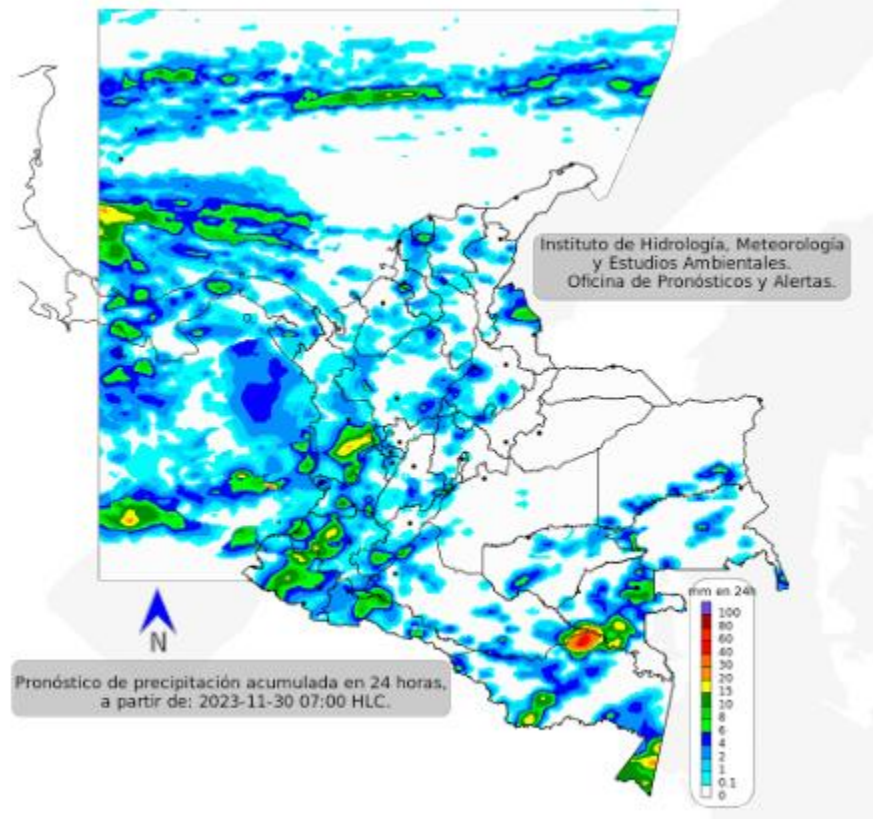 Instituto de Hidrología, Meteorología
y Estudios Ambientales.
Oficina de Pronósticos y Alertas.
mm en 24h
100
80
60
40
30
20
15
10
8
6
4
2
1
0.1
0
N
Pronóstico de precipitación acumulada en 24 horas,
a partir de: 2023-11-30 07:00 HLC.